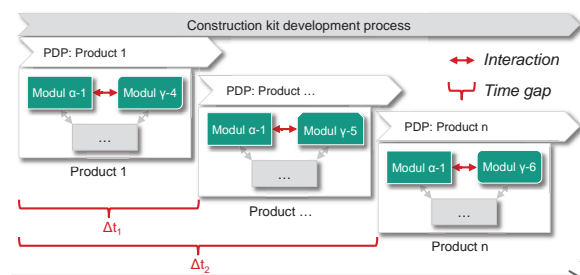 Construction kit development process
PDP: Product 1
Interaction
Modul α-1
Modul γ-4
PDP: Product ...
Time gap
...
Modul α-1
Modul γ-5
PDP: Product n
Product 1
...
Modul α-1
Modul γ-6
Product ...
...
Δt1
Product n
Δt2